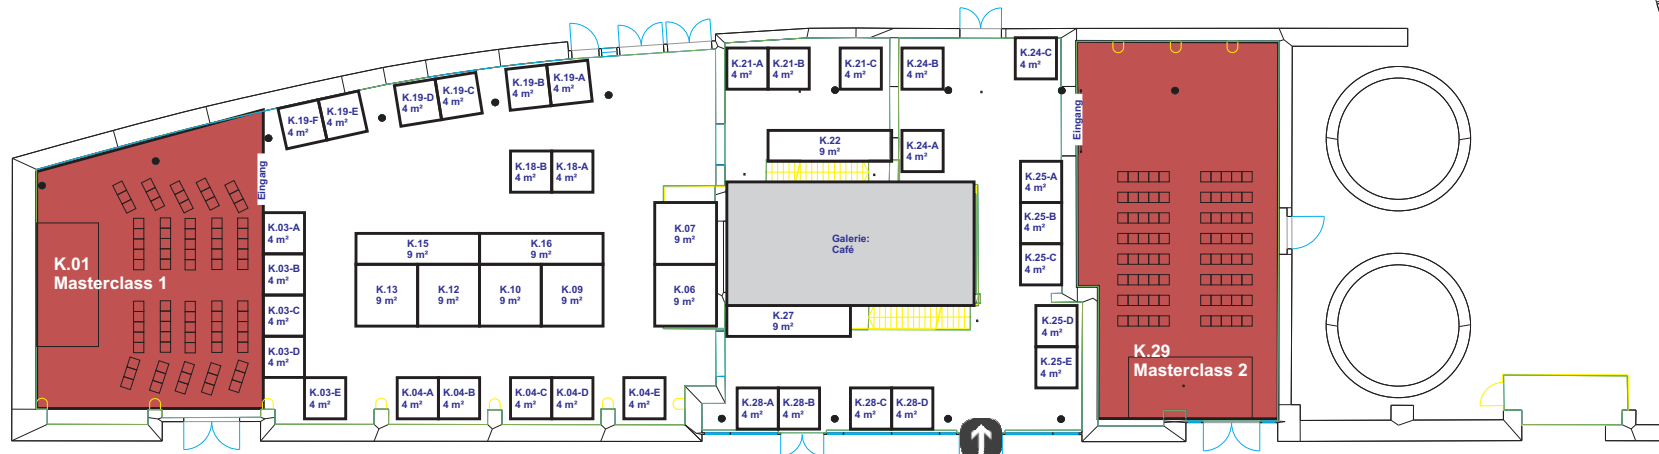 K.24-C
4 m²
K.21-A
4 m²
K.21-B
4 m²
K.21-C
4 m²
K.24-B
4 m²
K.19-A
4 m²
K.19-B
4 m²
K.19-C
4 m²
K.19-D
4 m²
K.19-E
4 m²
K.19-F
4 m²
Eingang
Eingang
K.22
9 m²
K.24-A
4 m²
K.18-B
4 m²
K.18-A
4 m²
K.25-A
4 m²
K.25-B
4 m²
K.25-C
4 m²
K.03-A
4 m²
K.03-B
4 m²
K.03-C
4 m²
K.03-D
4 m²
K.15
9 m²
K.16
9 m²
K.07
9 m²
Galerie:
Café
K.01
Masterclass 1
K.13
9 m²
K.12
9 m²
K.10
9 m²
K.09
9 m²
K.06
9 m²
K.27
9 m²
K.25-D
4 m²
K.25-E
4 m²
K.29
Masterclass 2
K.03-E
4 m²
K.04-A
4 m²
K.04-B
4 m²
K.04-C
4 m²
K.04-D
4 m²
K.04-E
4 m²
K.28-A
4 m²
K.28-B
4 m²
K.28-C
4 m²
K.28-D
4 m²